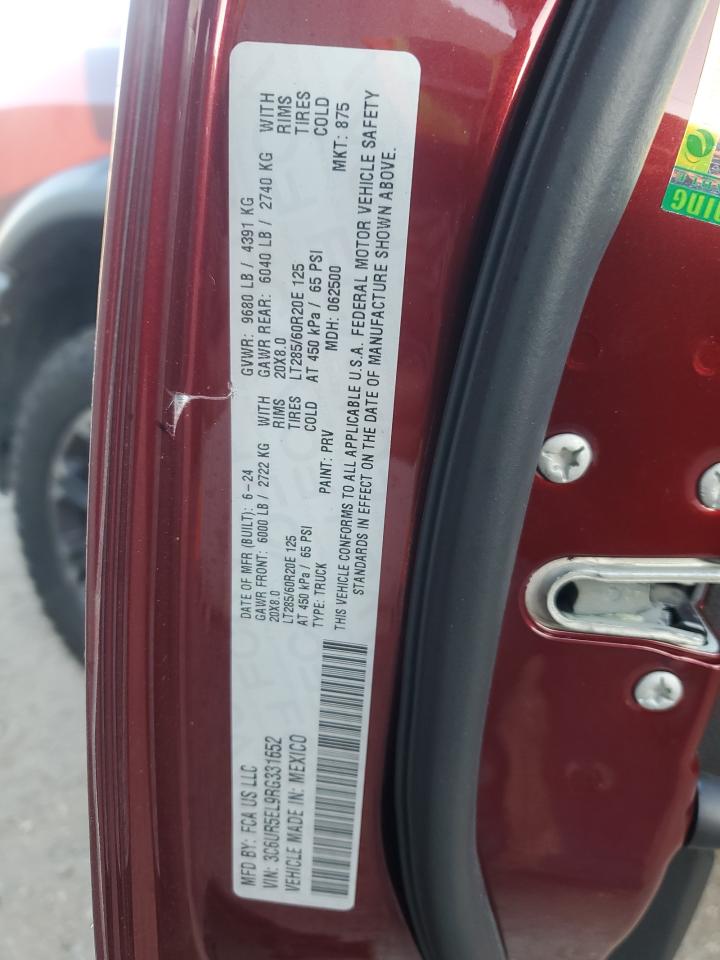 MFD BY: FCA US LLC
VIN: 3C6UR5EL9RG331652
VEHICLE MADE IN: MEXICO
DATE OF MFR (BUILT): 6-24
GAWR FRONT: 6000 LB / 2722 KG WITH
20X8.0 RIMS
LT285/60R20E 125 TIRES
AT 450 kPa / 65 PSI COLD
TYPE: TRUCK PAINT: PRV
GVWR: 9680 LB / 4391 KG
GAWR REAR: 6040 LB / 2740 KG WITH
20X8.0 RIMS
LT285/60R20E 125 TIRES
AT 450 kPa / 65 PSI COLD
MDH: 062500 MKT: 875
THIS VEHICLE CONFORMS TO ALL APPLICABLE U.S.A. FEDERAL MOTOR VEHICLE SAFETY
STANDARDS IN EFFECT ON THE DATE OF MANUFACTURE SHOWN ABOVE.